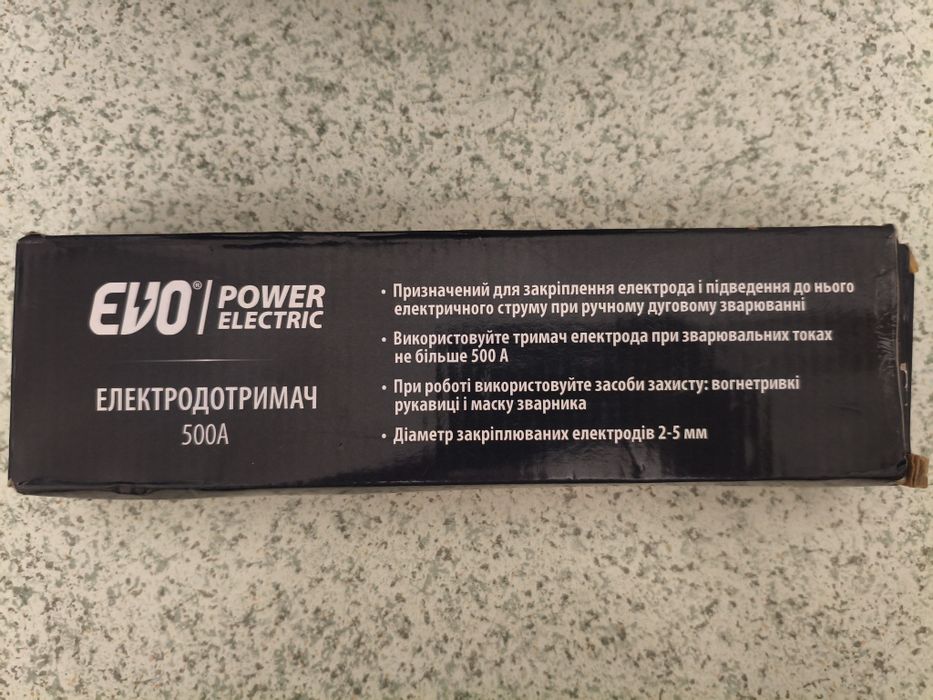 EVO® POWER ELECTRIC
ЕЛЕКТРОДОТРИМАЧ
500А
• Призначений для закріплення електрода і підведення до нього
електричного струму при ручному дуговому зварюванні
• Використовуйте тримач електрода при зварювальних токах
не більше 500 А
• При роботі використовуйте засоби захисту: вогнетривкі
рукавиці і маску зварника
• Діаметр закріплюваних електродів 2-5 мм